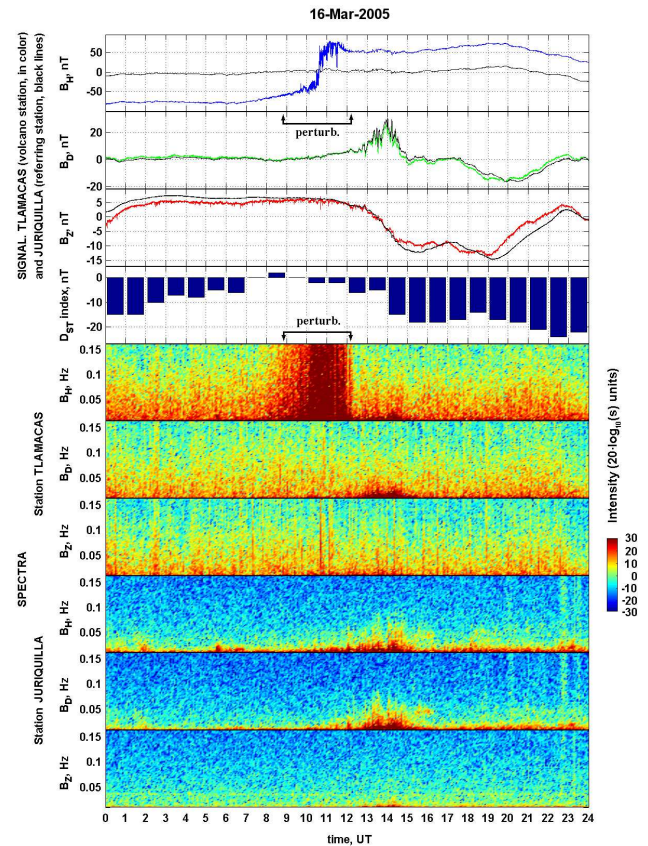 16-Mar-2005
SIGNAL. TLAMACAS (volcano station, in color)
and JURIQUILLA (referring station, black lines)
B_H, nT
50
0
-50
perturb.
B_D, nT
20
0
-20
B_Z, nT
5
0
-5
-10
-15
D_ST index, nT
0
-10
-20
perturb.
SPECTRA
Station TLAMACAS
B_H, Hz
0.15
0.1
0.05
B_D, Hz
0.15
0.1
0.05
B_Z, Hz
0.15
0.1
0.05
Station JURIQUILLA
B_H, Hz
0.15
0.1
0.05
B_D, Hz
0.15
0.1
0.05
B_Z, Hz
0.15
0.1
0.05
0 1 2 3 4 5 6 7 8 9 10 11 12 13 14 15 16 17 18 19 20 21 22 23 24
time, UT
Intensity (20·log₁₀(s) units)
30
20
10
0
-10
-20
-30